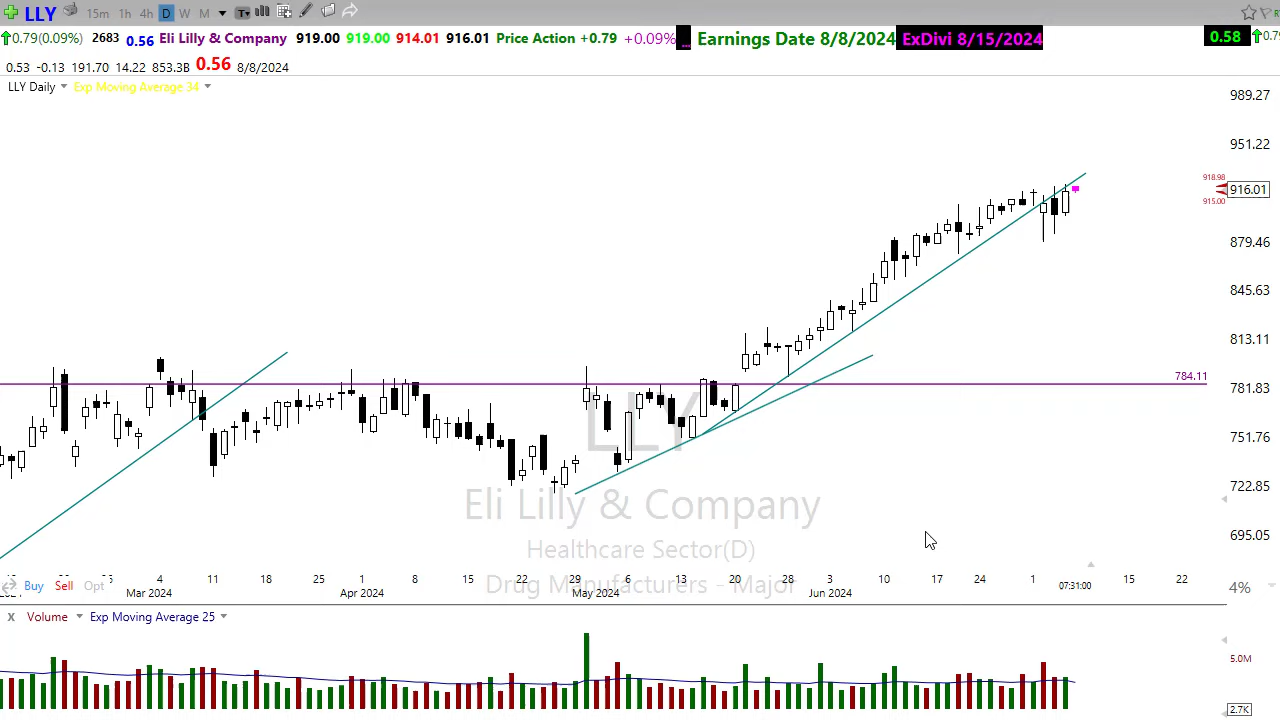 LLY 15m 1h 4h D W M T
0.79(0.09%) 2683 0.56 Eli Lilly & Company 919.00 919.00 914.01 916.01 Price Action +0.79 +0.09% ... Earnings Date 8/8/2024 ExDivi 8/15/2024 0.58 0.79
0.53 -0.13 191.70 14.22 853.3B 0.56 8/8/2024
LLY Daily Exp Moving Average 34
989.27
951.22
918.98
916.01
915.00
879.46
845.63
813.11
784.11
781.83
751.76
722.85
695.05
LLY
Eli Lilly & Company
Healthcare Sector(D)
Drug Manufacturers - Major
4 11 18 25 1 8 15 22 29 6 13 20 28 3 10 17 24 1 07:31:00 15 22
Buy Sell Opt 4%
Mar 2024 Apr 2024 May 2024 Jun 2024
X Volume Exp Moving Average 25
5.0M
2.7K